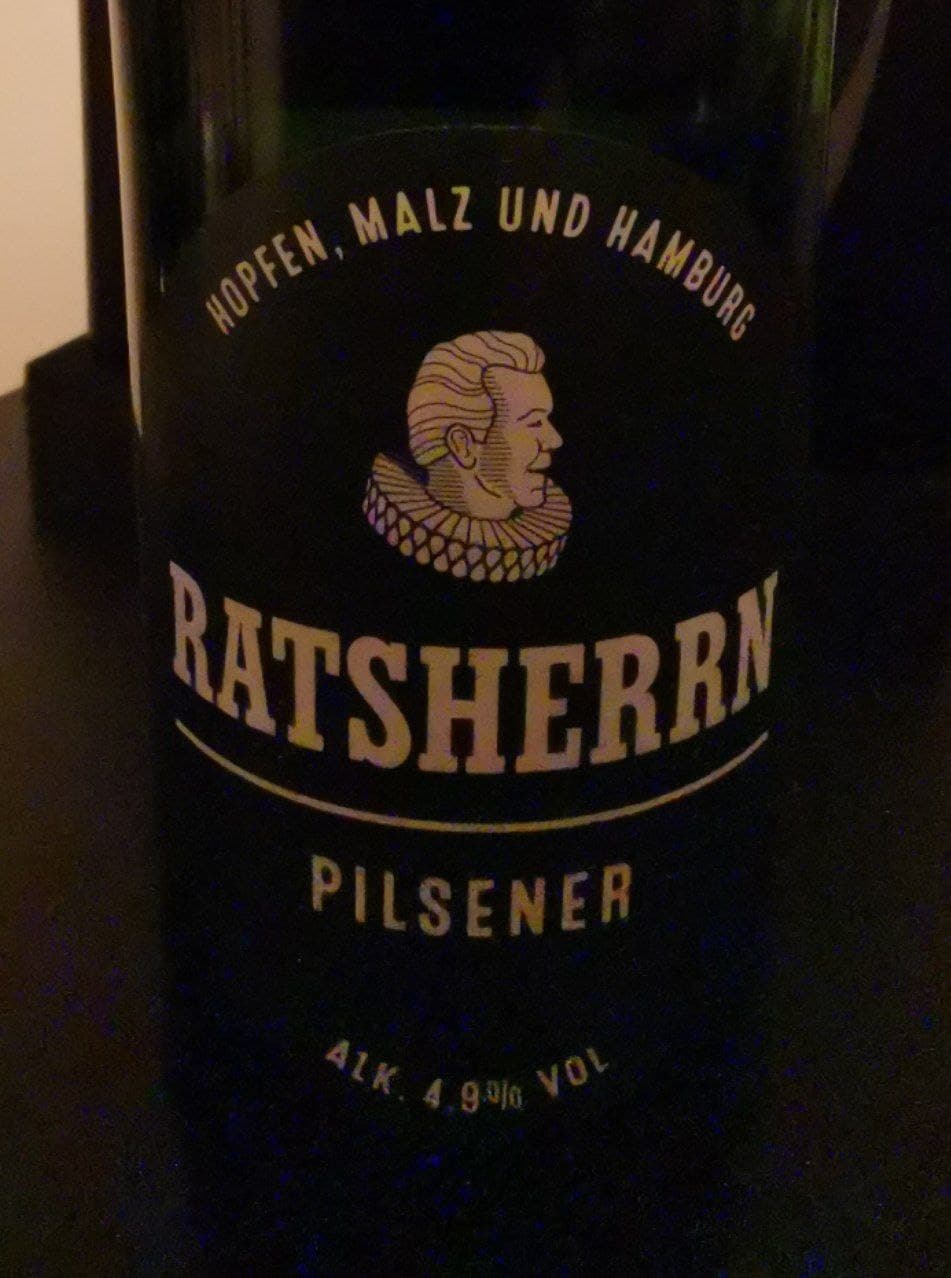 HOPFEN, MALZ UND HAMBURG
RATSHERRN
PILSENER
ALK. 4,9% VOL